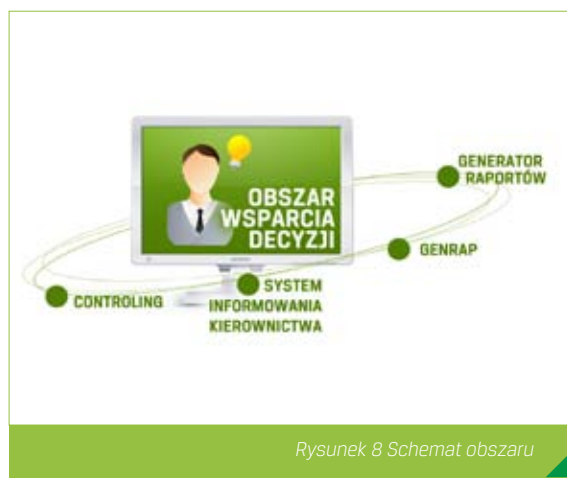 OBSZAR
WSPARCIA
DECYZJI
GENERATOR
RAPORTÓW
GENRAP
SYSTEM
INFORMOWANIA
KIEROWNICTWA
CONTROLING
Rysunek 8 Schemat obszaru